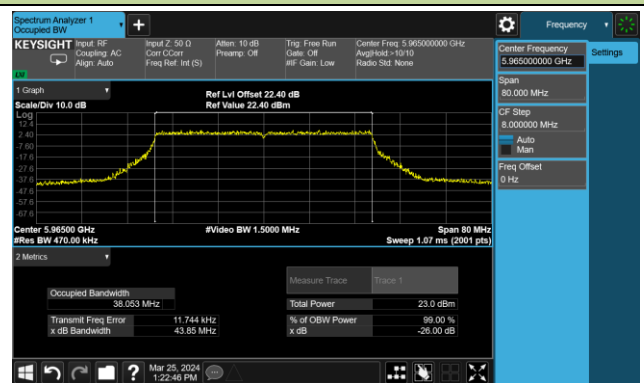 Spectrum Analyzer 1
Occupied BW
Frequency
KEYSIGHT
Input: RF
Coupling: AC
Align: Auto
Input Z: 50 Ω
Corr CCorr
Freq Ref: Int (S)
Atten: 10 dB
Preamp: Off
Trig: Free Run
Gate: Off
#IF Gain: Low
Center Freq: 5.965000000 GHz
Avg|Hold:>10/10
Radio Std: None
Center Frequency
5.965000000 GHz
Settings
Span
80.000 MHz
CF Step
8.000000 MHz
Auto
Man
Freq Offset
0 Hz
1 Graph
Scale/Div 10.0 dB
Ref Lvl Offset 22.40 dB
Ref Value 22.40 dBm
Log
12.4
2.40
-7.60
-17.6
-27.6
-37.6
-47.6
-57.6
-67.6
Center 5.96500 GHz
#Video BW 1.5000 MHz
Span 80 MHz
#Res BW 470.00 kHz
Sweep 1.07 ms (2001 pts)
2 Metrics
Measure Trace
Trace 1
Occupied Bandwidth
38.053 MHz
Total Power
23.0 dBm
Transmit Freq Error
11.744 kHz
% of OBW Power
99.00 %
x dB Bandwidth
43.85 MHz
x dB
-26.00 dB
Mar 25, 2024
1:22:46 PM